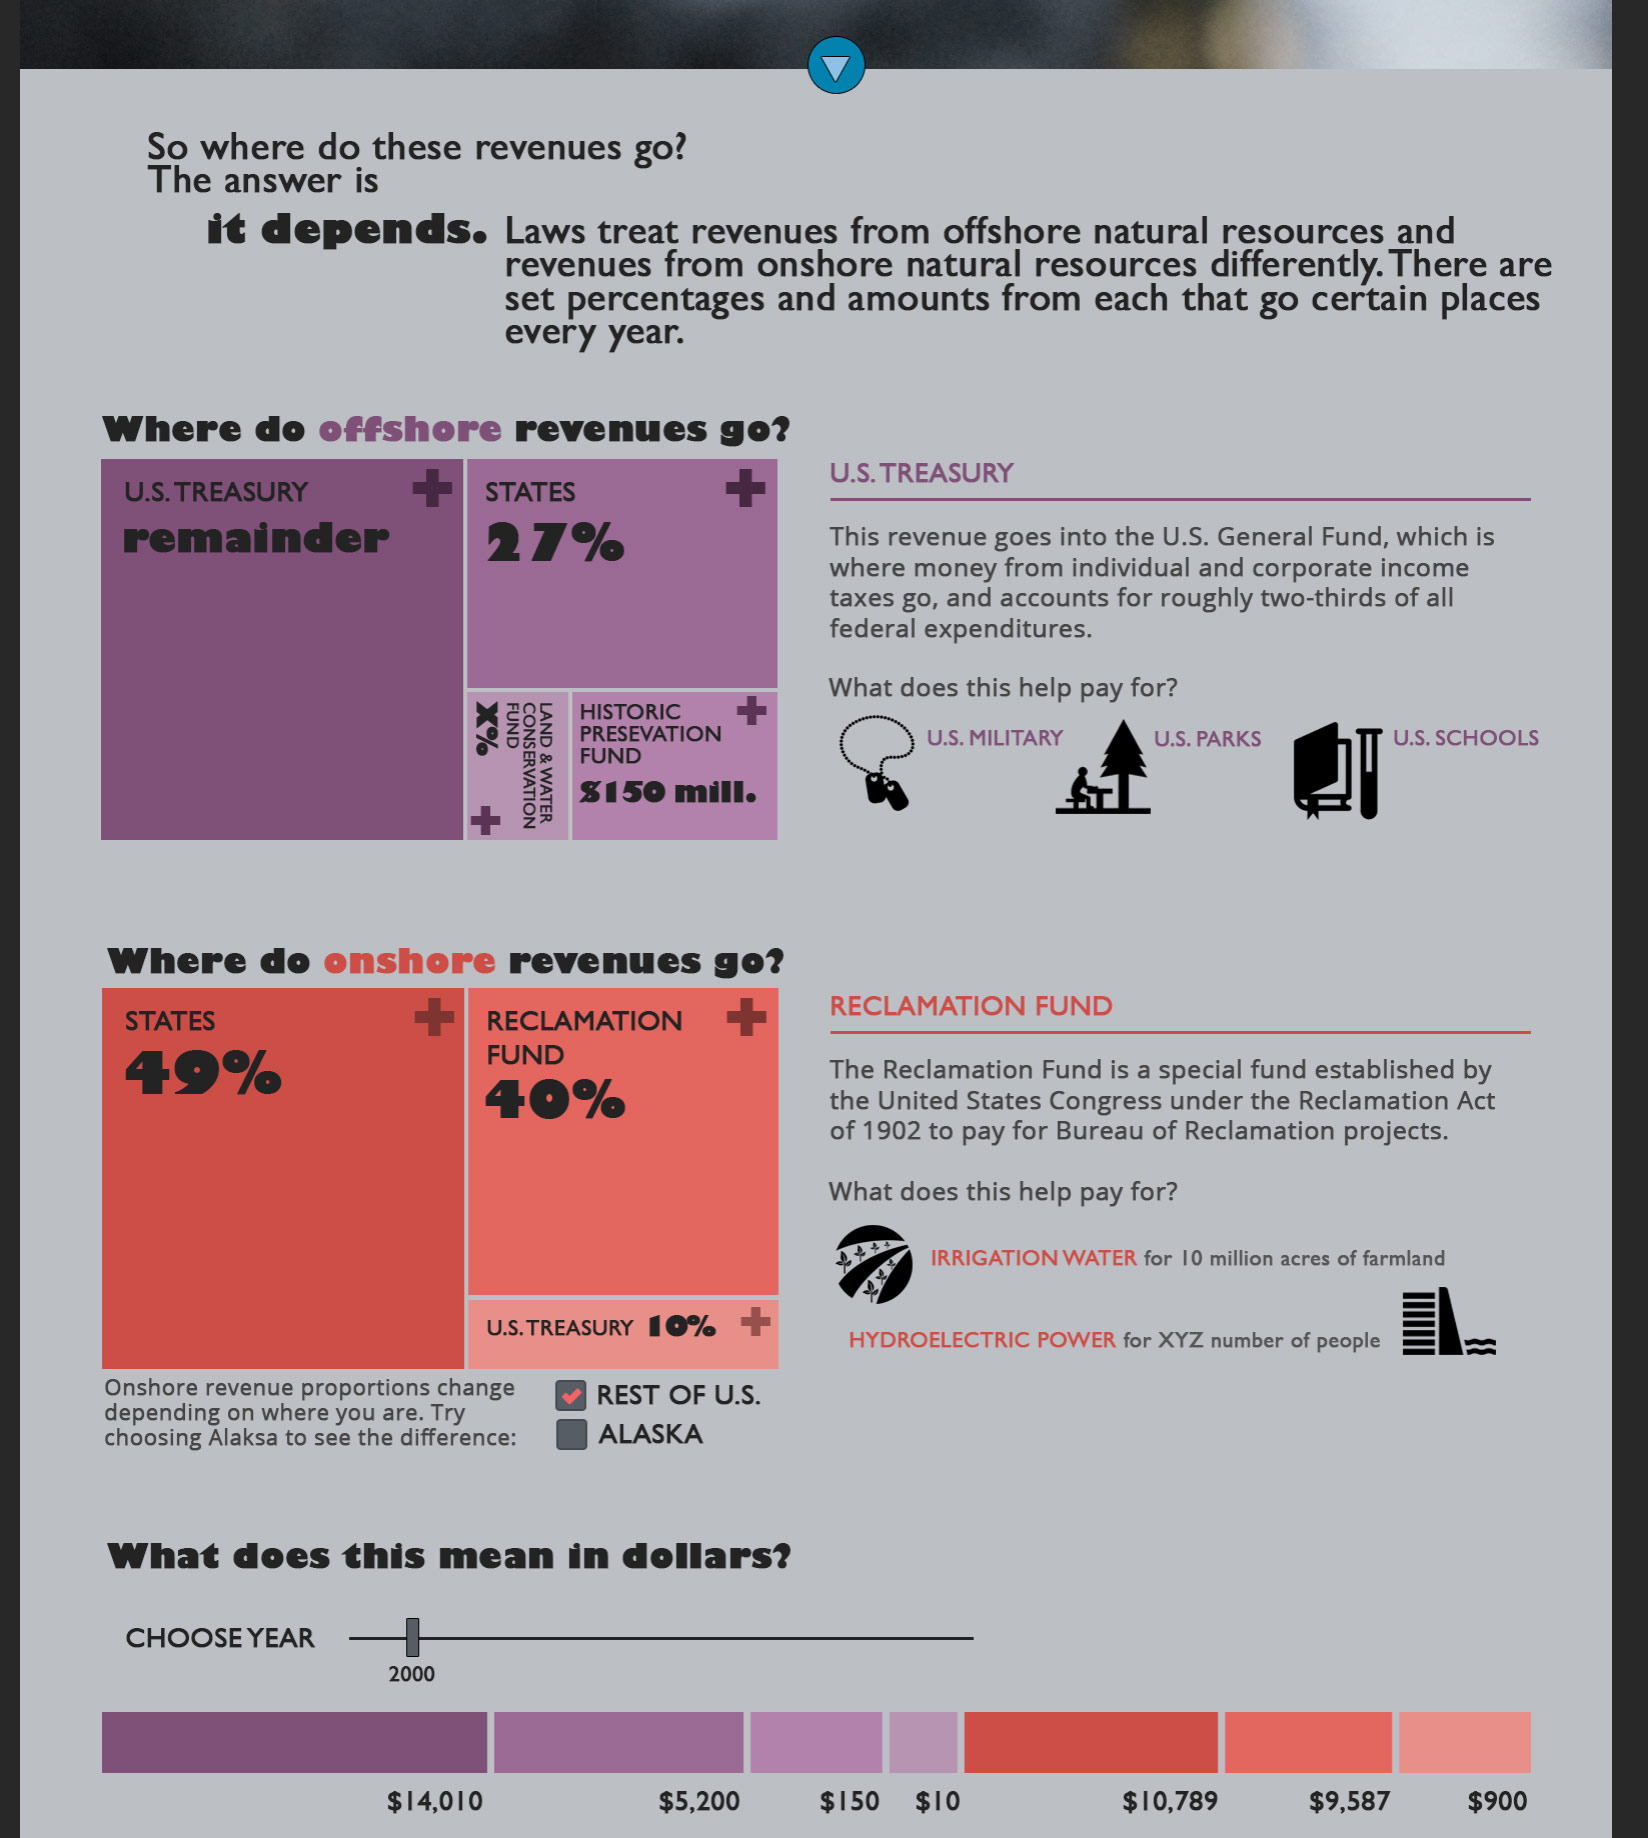 So where do these revenues go?
The answer is
it depends.
Laws treat revenues from offshore natural resources and
revenues from onshore natural resources differently. There are
set percentages and amounts from each that go certain places
every year.
Where do offshore revenues go?
U.S. TREASURY
remainder
STATES
27%
LAND & WATER
CONSERVATION
FUND
X%
HISTORIC
PRESEVATION
FUND
$150 mill.
U.S. TREASURY
This revenue goes into the U.S. General Fund, which is
where money from individual and corporate income
taxes go, and accounts for roughly two-thirds of all
federal expenditures.
What does this help pay for?
U.S. MILITARY
U.S. PARKS
U.S. SCHOOLS
Where do onshore revenues go?
STATES
49%
RECLAMATION
FUND
40%
U.S. TREASURY 10%
Onshore revenue proportions change
depending on where you are. Try
choosing Alaksa to see the difference:
REST OF U.S.
ALASKA
RECLAMATION FUND
The Reclamation Fund is a special fund established by
the United States Congress under the Reclamation Act
of 1902 to pay for Bureau of Reclamation projects.
What does this help pay for?
IRRIGATION WATER for 10 million acres of farmland
HYDROELECTRIC POWER for XYZ number of people
What does this mean in dollars?
CHOOSE YEAR
2000
$14,010
$5,200
$150
$10
$10,789
$9,587
$900